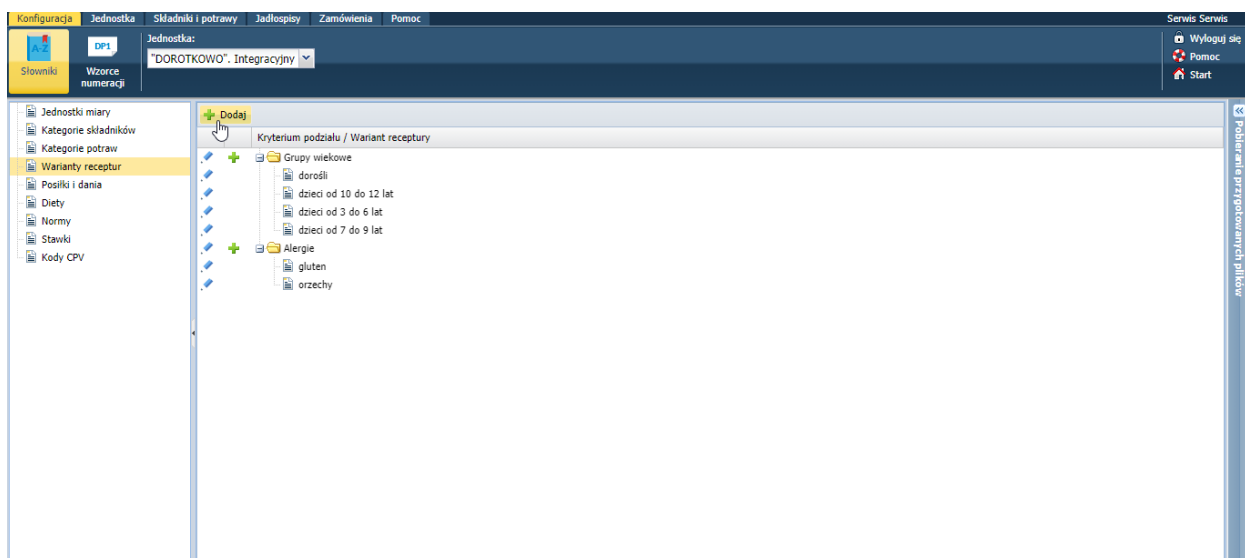 Konfiguracja Jednostka Składniki i potrawy Jadłospisy Zamówienia Pomoc Serwis Serwis
A-Z
Słowniki
DP1
Wzorce
numeracji
Jednostka:
"DOROTKOWO". Integracyjny
Wyloguj się
Pomoc
Start
Jednostki miary
Kategorie składników
Kategorie potraw
Warianty receptur
Posiłki i dania
Diety
Normy
Stawki
Kody CPV
Dodaj
Kryterium podziału / Wariant receptury
Grupy wiekowe
dorośli
dzieci od 10 do 12 lat
dzieci od 3 do 6 lat
dzieci od 7 do 9 lat
Alergie
gluten
orzechy
Pobieranie przygotowanych plików